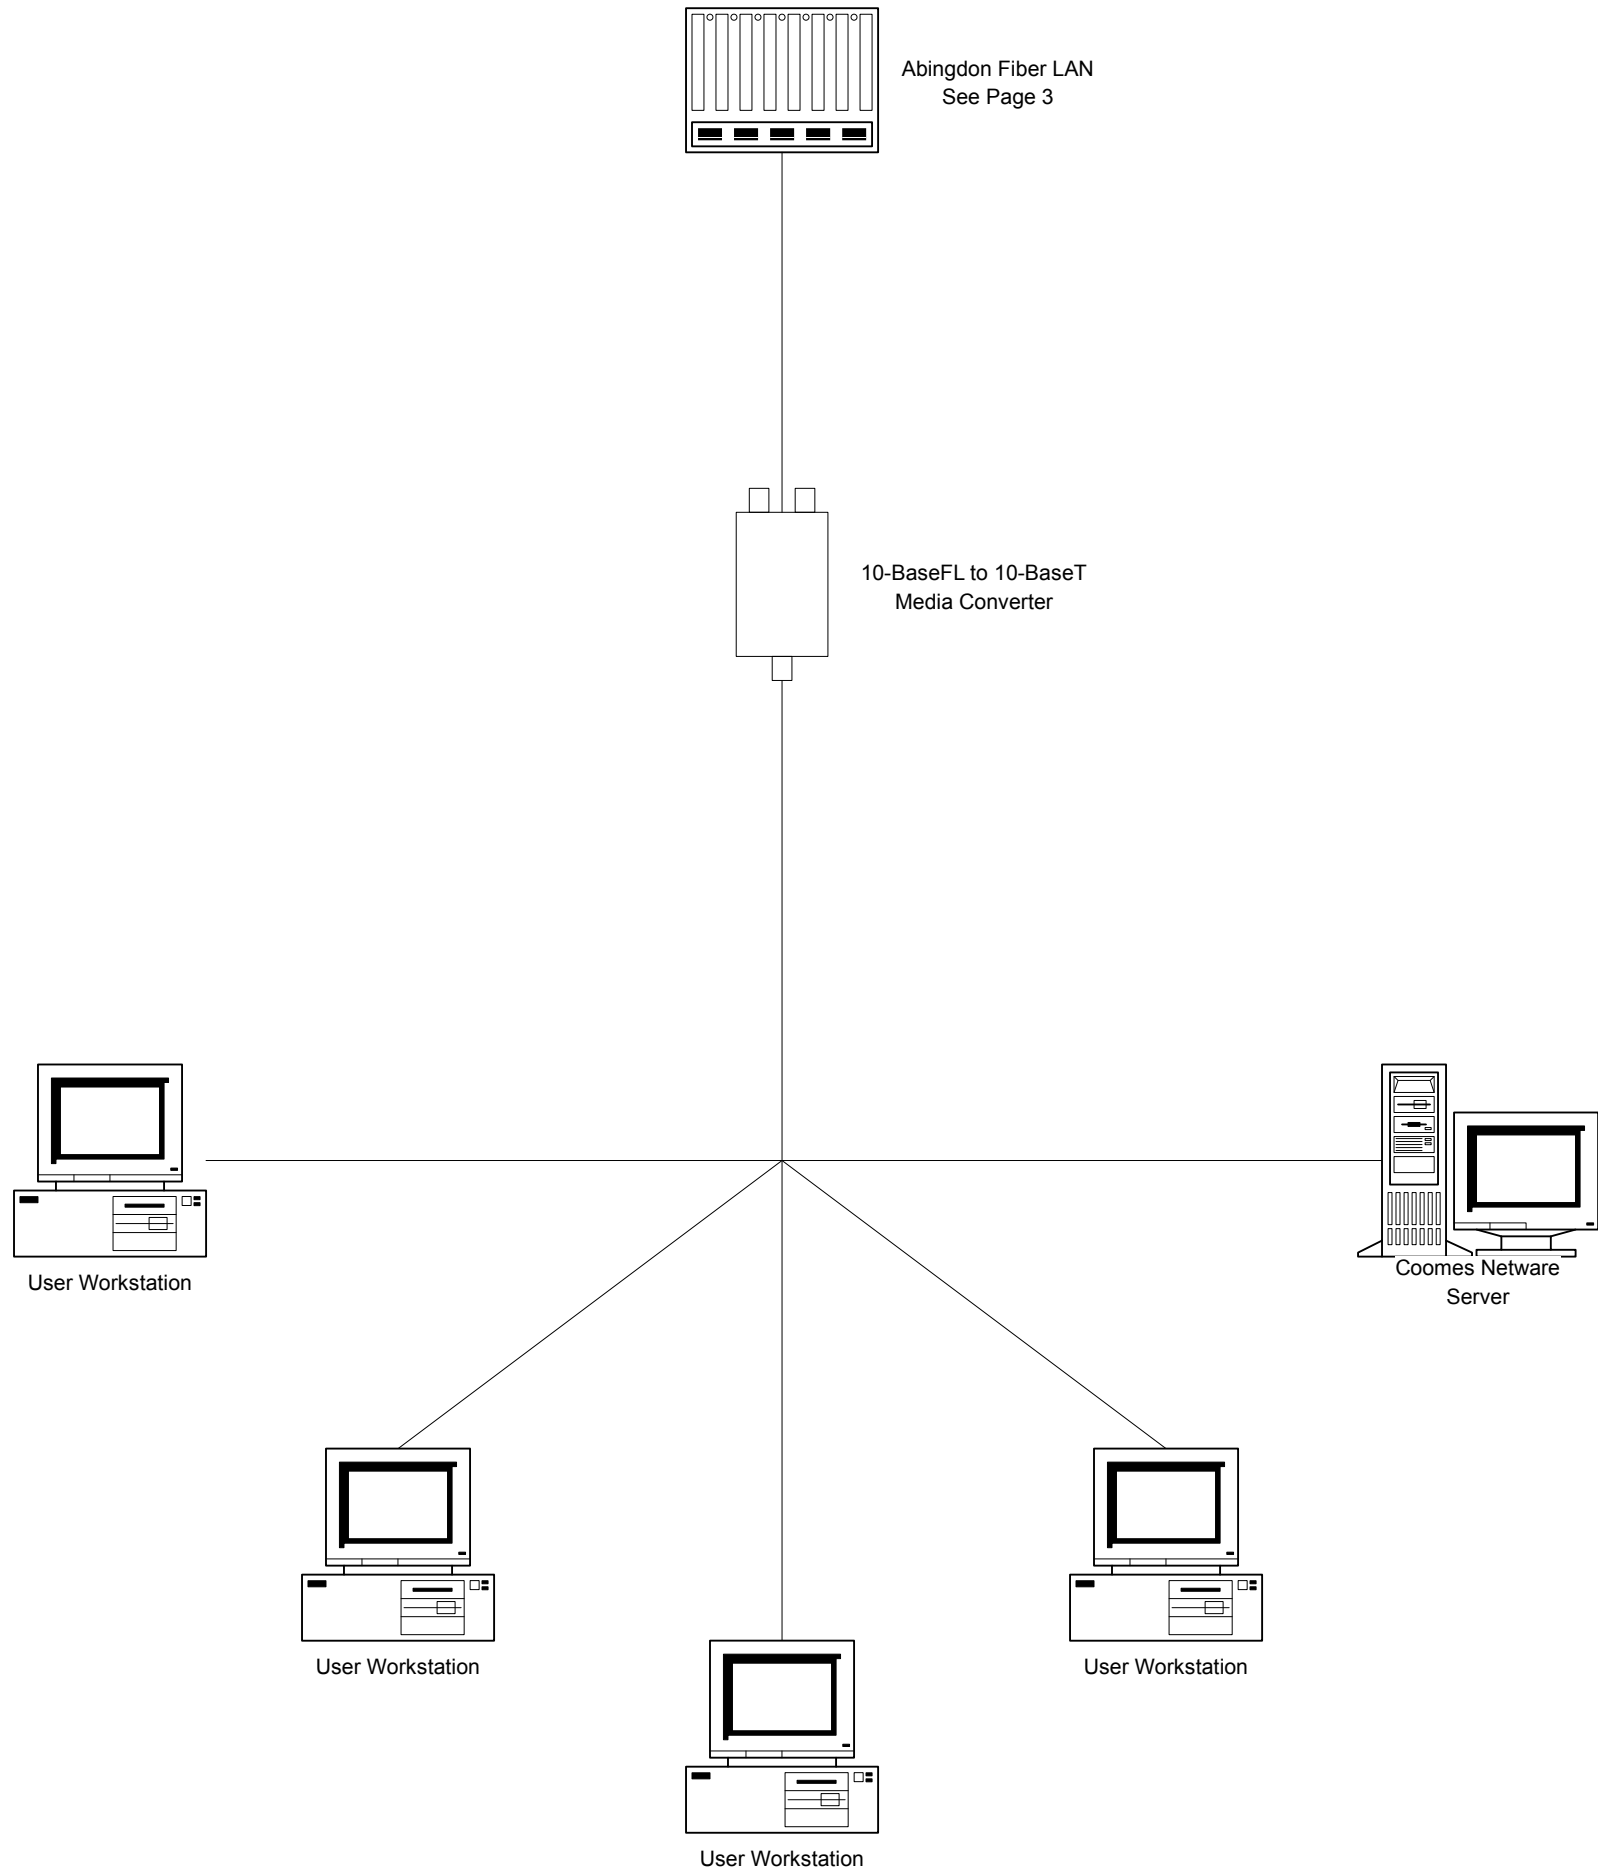 Abingdon Fiber LAN
See Page 3
10-BaseFL to 10-BaseT
Media Converter
User Workstation
Coomes Netware
Server
User Workstation
User Workstation
User Workstation